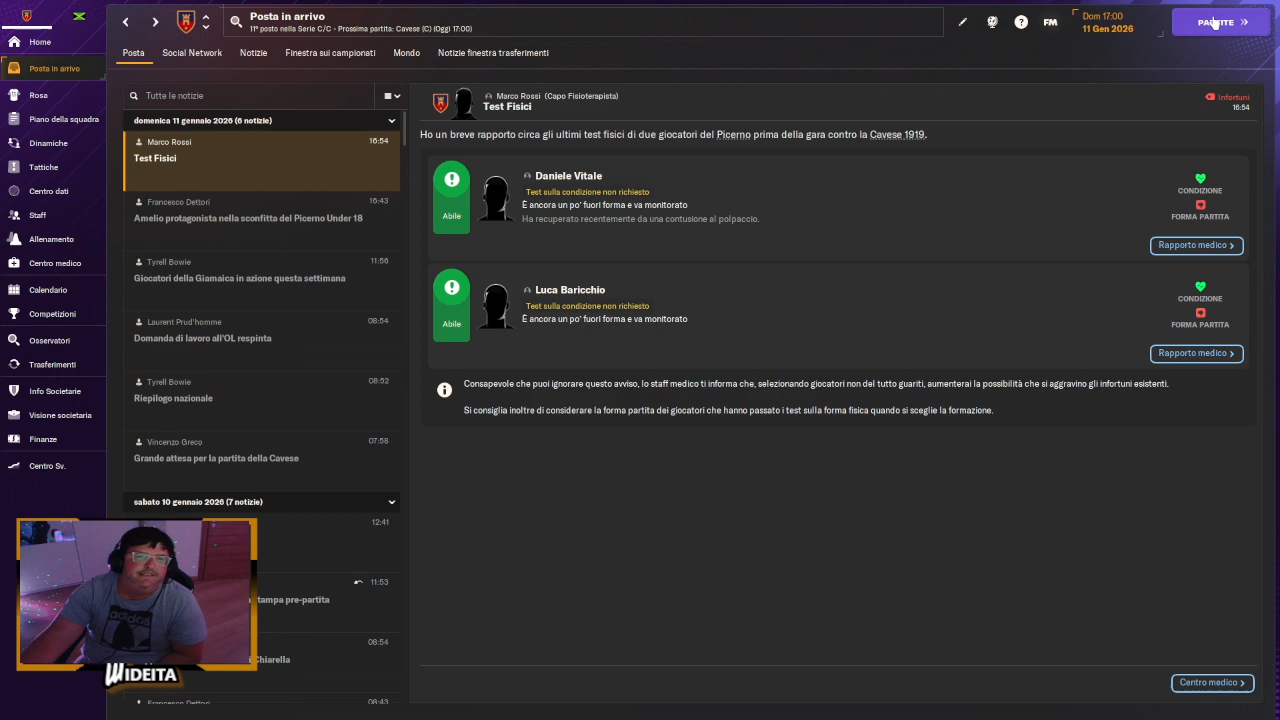 Posta in arrivo
11º posto nella Serie C/C - Prossima partita: Cavese (C) (Oggi 17:00)
FM
Dom 17:00
11 Gen 2026
Home
Posta in arrivo
Rosa
Piano della squadra
Dinamiche
Tattiche
Centro dati
Staff
Allenamento
Centro medico
Calendario
Competizioni
Osservatori
Trasferimenti
Info Societarie
Visione societaria
Finanze
Centro Sv.
Posta
Social Network
Notizie
Finestra sui campionati
Mondo
Notizie finestra trasferimenti
Tutte le notizie
domenica 11 gennaio 2026 (6 notizie)
Marco Rossi 16:54
Test Fisici
Francesco Dettori 16:43
Amelio protagonista nella sconfitta del Picerno Under 18
Tyrell Bowie 11:56
Giocatori della Giamaica in azione questa settimana
Laurent Prud'homme 08:54
Domanda di lavoro all'OL respinta
Tyrell Bowie 08:52
Riepilogo nazionale
Vincenzo Greco 07:58
Grande attesa per la partita della Cavese
sabato 10 gennaio 2026 (7 notizie)
12:41
11:53
tampa pre-partita
08:54
Chiarella
Francesco Dettori 08:43
Marco Rossi (Capo Fisioterapista)
Test Fisici
Infortuni
16:54
Ho un breve rapporto circa gli ultimi test fisici di due giocatori del Picerno prima della gara contro la Cavese 1919.
Abile
Daniele Vitale
Test sulla condizione non richiesto
È ancora un po' fuori forma e va monitorato
Ha recuperato recentemente da una contusione al polpaccio.
CONDIZIONE
FORMA PARTITA
Rapporto medico
Abile
Luca Baricchio
Test sulla condizione non richiesto
È ancora un po' fuori forma e va monitorato
CONDIZIONE
FORMA PARTITA
Rapporto medico
Consapevole che puoi ignorare questo avviso, lo staff medico ti informa che, selezionando giocatori non del tutto guariti, aumenterai la possibilità che si aggravino gli infortuni esistenti.
Si consiglia inoltre di considerare la forma partita dei giocatori che hanno passati i test sulla forma fisica quando si sceglie la formazione.
Centro medico
adidas
WIDEITA